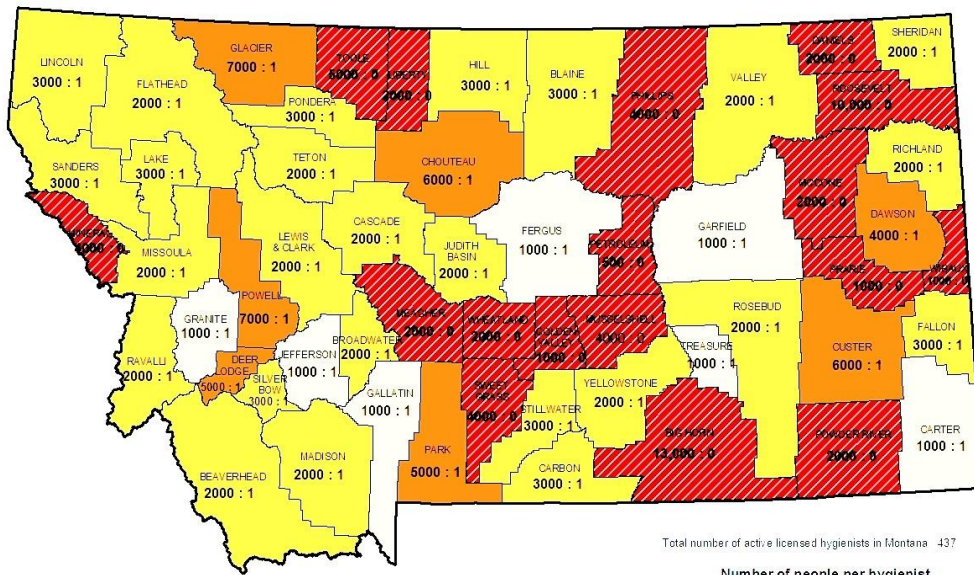 LINCOLN
3000 : 1
FLATHEAD
2000 : 1
GLACIER
7000 : 1
TOOLE
5000 : 0
LIBERTY
2000 : 0
HILL
3000 : 1
BLAINE
3000 : 1
PHILLIPS
4000 : 0
VALLEY
2000 : 1
DANIELS
2000 : 0
SHERIDAN
2000 : 1
ROOSEVELT
10,000 : 0
PONDERA
3000 : 1
TETON
2000 : 1
CHOUTEAU
6000 : 1
RICHLAND
2000 : 1
SANDERS
3000 : 1
LAKE
3000 : 1
MCCONE
2000 : 0
DAWSON
4000 : 1
MINERAL
4000 : 0
MISSOULA
2000 : 1
LEWIS
& CLARK
2000 : 1
CASCADE
2000 : 1
JUDITH
BASIN
2000 : 1
FERGUS
1000 : 1
PETROLEUM
500 : 0
GARFIELD
1000 : 1
PRARIE
1000 : 0
WIBAUX
1000 : 0
POWELL
7000 : 1
GRANITE
1000 : 1
MEAGHER
2000 : 0
WHEATLAND
2000 : 0
GOLDEN
VALLEY
1000 : 0
MUSSELSHELL
4000 : 0
ROSEBUD
2000 : 1
TREASURE
1000 : 1
CUSTER
6000 : 1
FALLON
3000 : 1
RAVALLI
2000 : 1
DEER
LODGE
5000 : 1
SILVER
BOW
3000 : 1
JEFFERSON
1000 : 1
BROADWATER
2000 : 1
GALLATIN
1000 : 1
PARK
5000 : 1
SWEET
GRASS
4000 : 0
STILLWATER
3000 : 1
YELLOWSTONE
2000 : 1
BIG HORN
13,000 : 0
POWDER RIVER
2000 : 0
CARTER
1000 : 1
BEAVERHEAD
2000 : 1
MADISON
2000 : 1
CARBON
3000 : 1
Total number of active licensed hygienists in Montana 437
Number of people per hygienist